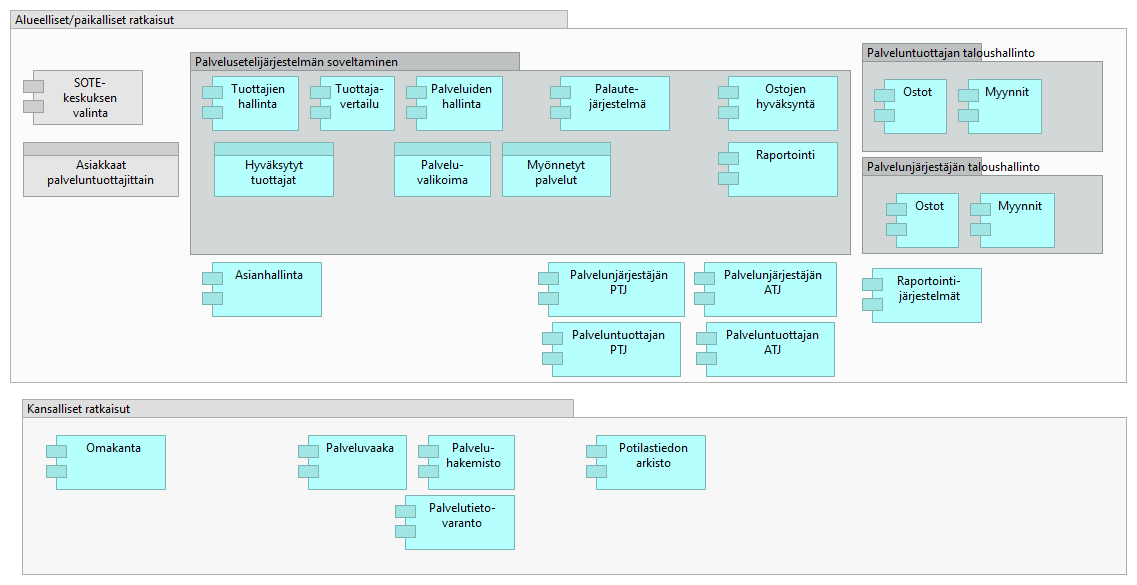 Alueelliset/paikalliset ratkaisut
SOTE-
keskuksen
valinta
Asiakkaat
palveluntuottajittain
Palvelusetelijärjestelmän soveltaminen
Tuottajien
hallinta
Tuottaja-
vertailu
Palveluiden
hallinta
Palaute-
järjestelmä
Ostojen
hyväksyntä
Hyväksytyt
tuottajat
Palvelu-
valikoima
Myönnetyt
palvelut
Raportointi
Palveluntuottajan taloushallinto
Ostot
Myynnit
Palvelunjärjestäjän taloushallinto
Ostot
Myynnit
Asianhallinta
Palvelunjärjestäjän
PTJ
Palvelunjärjestäjän
ATJ
Raportointi-
järjestelmät
Palveluntuottajan
PTJ
Palveluntuottajan
ATJ
Kansalliset ratkaisut
Omakanta
Palveluvaaka
Palvelu-
hakemisto
Potilastiedon
arkisto
Palvelutieto-
varanto